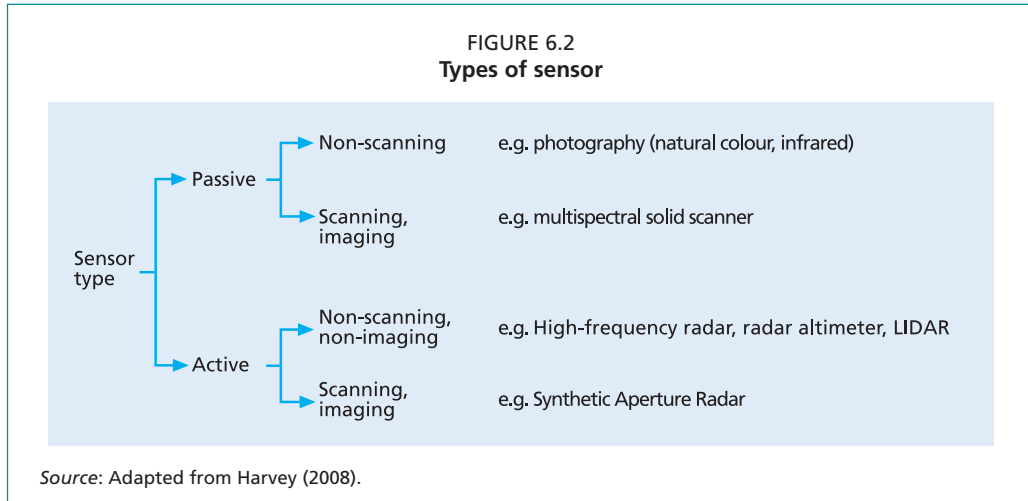 FIGURE 6.2
Types of sensor
Non-scanning e.g. photography (natural colour, infrared)
Passive
Scanning,
imaging e.g. multispectral solid scanner
Sensor
type
Non-scanning,
non-imaging e.g. High-frequency radar, radar altimeter, LIDAR
Active
Scanning,
imaging e.g. Synthetic Aperture Radar
Source: Adapted from Harvey (2008).